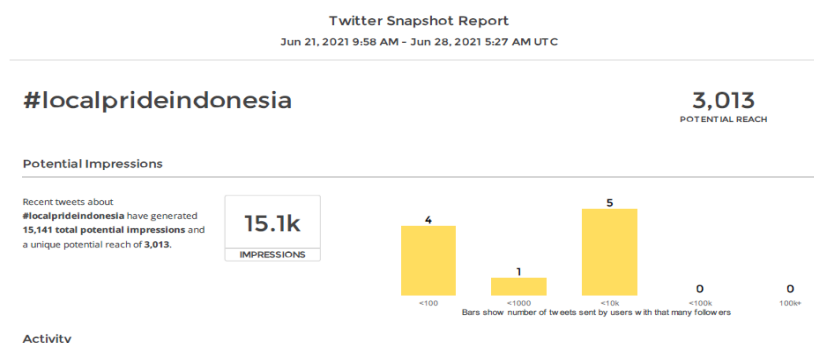 Twitter Snapshot Report
Jun 21, 2021 9:58 AM - Jun 28, 2021 5:27 AM UTC
#localprideindonesia
3,013
POTENTIAL REACH
Potential Impressions
Recent tweets about
#localprideindonesia have generated
15,141 total potential impressions and
a unique potential reach of 3,013.
15.1k
IMPRESSIONS
4
1
5
0
0
<100
<1000
<10k
<100k
100k+
Bars show number of tweets sent by users with that many followers
Activity